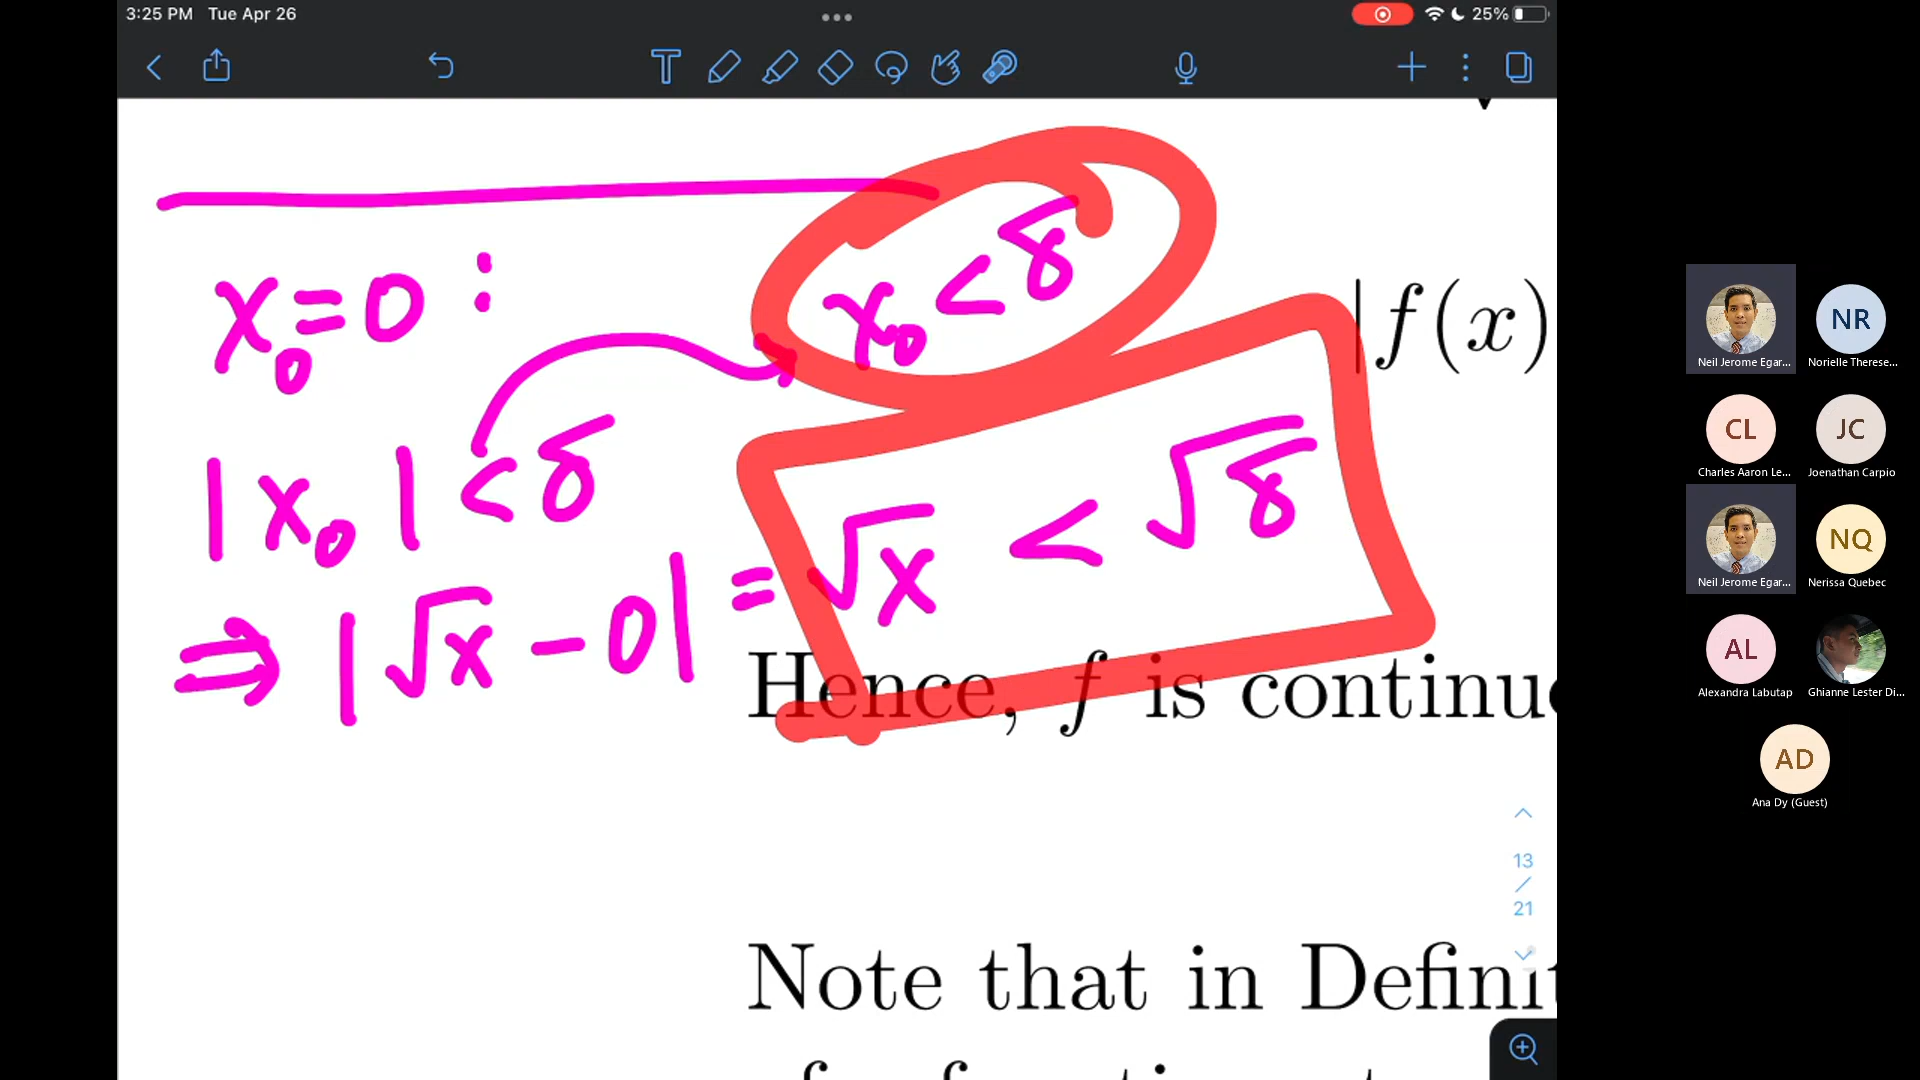 3:25 PM Tue Apr 26
25%
T
x₀ = 0 :
x₀ < δ
|f(x)
|x₀| < δ
⇒ |√x − 0| = √x < √δ
Hence, f is continu
13
/
21
Note that in Defini
Neil Jerome Egar...
NR
Norielle Therese...
CL
Charles Aaron Le...
JC
Joenathan Carpio
Neil Jerome Egar...
NQ
Nerissa Quebec
AL
Alexandra Labutap
Ghianne Lester Di...
AD
Ana Dy (Guest)